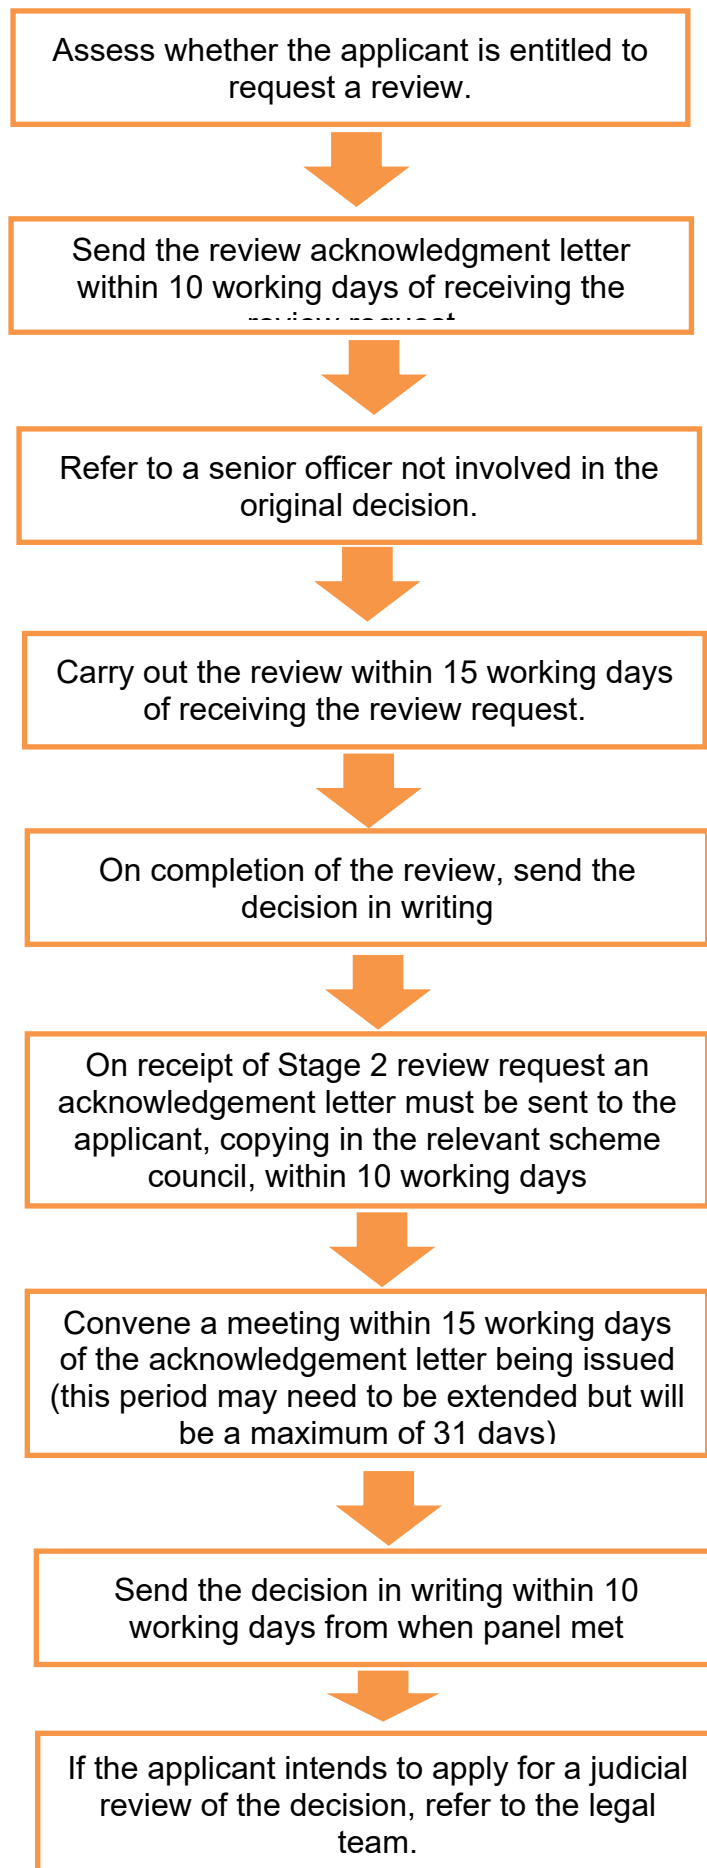 Assess whether the applicant is entitled to
request a review.
Send the review acknowledgment letter
within 10 working days of receiving the
review request
Refer to a senior officer not involved in the
original decision.
Carry out the review within 15 working days
of receiving the review request.
On completion of the review, send the
decision in writing
On receipt of Stage 2 review request an
acknowledgement letter must be sent to the
applicant, copying in the relevant scheme
council, within 10 working days
Convene a meeting within 15 working days
of the acknowledgement letter being issued
(this period may need to be extended but will
be a maximum of 31 days)
Send the decision in writing within 10
working days from when panel met
If the applicant intends to apply for a judicial
review of the decision, refer to the legal
team.